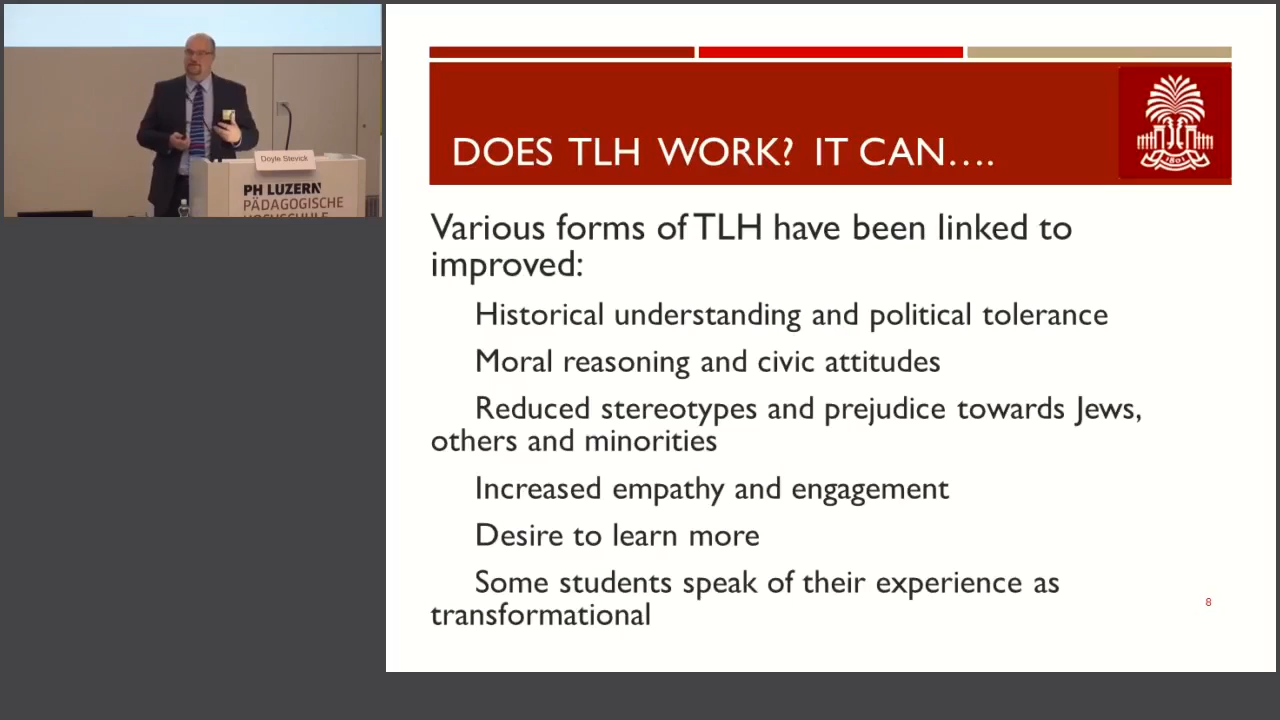 Doyle Stevick
PH LUZERN
PÄDAGOGISCHE
HOCHSCHULE
DOES TLH WORK? IT CAN....
1801
Various forms of TLH have been linked to
improved:
Historical understanding and political tolerance
Moral reasoning and civic attitudes
Reduced stereotypes and prejudice towards Jews,
others and minorities
Increased empathy and engagement
Desire to learn more
Some students speak of their experience as
transformational
8